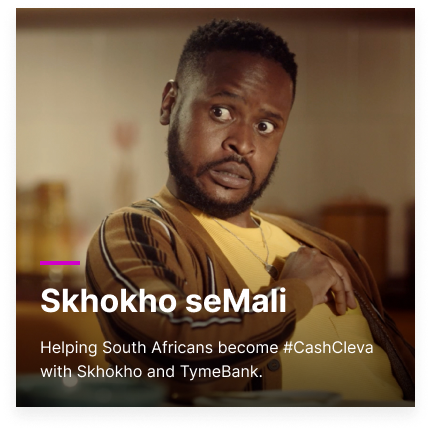 Skhokho seMali
Helping South Africans become #CashCleva
with Skhokho and TymeBank.